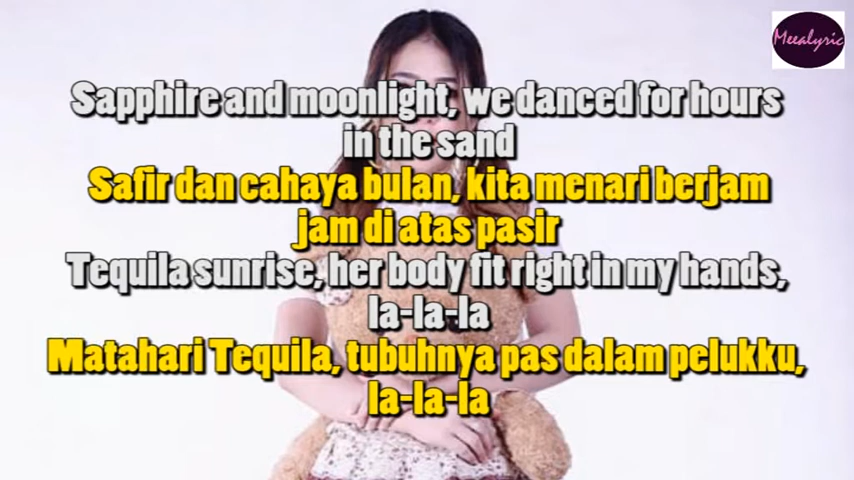 Meealyric
Sapphire and moonlight, we danced for hours
in the sand
Safir dan cahaya bulan, kita menari berjam
jam di atas pasir
Tequila sunrise, her body fit right in my hands,
la-la-la
Matahari Tequila, tubuhnya pas dalam pelukku,
la-la-la